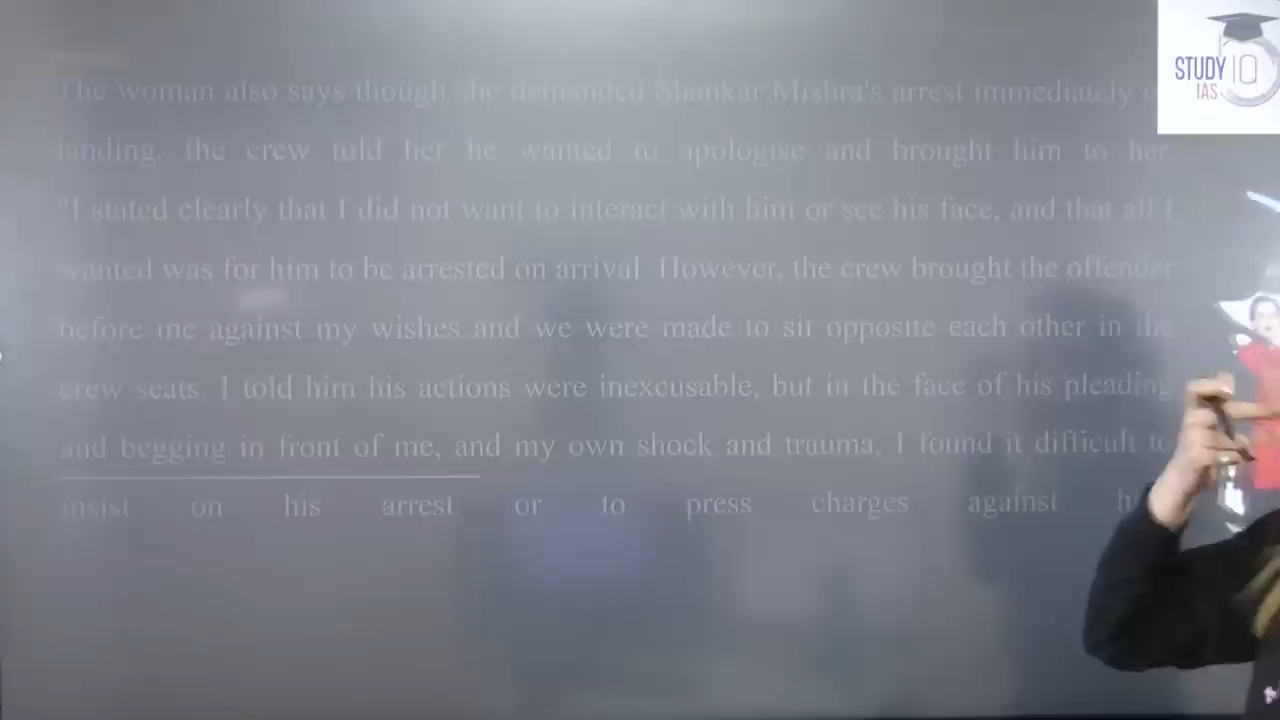 The woman also says though she demanded Shankar Mishra's arrest immediately
landing, the crew told her he wanted to apologise and brought him to her
"I stated clearly that I did not want to interact with him or see his face, and that all I
wanted was for him to be arrested on arrival. However, the crew brought the offender
before me against my wishes and we were made to sit opposite each other in the
crew seats. I told him his actions were inexcusable, but in the face of his pleading
and begging in front of me, and my own shock and trauma, I found it difficult to
insist on his arrest or to press charges against
STUDY IQ
IAS